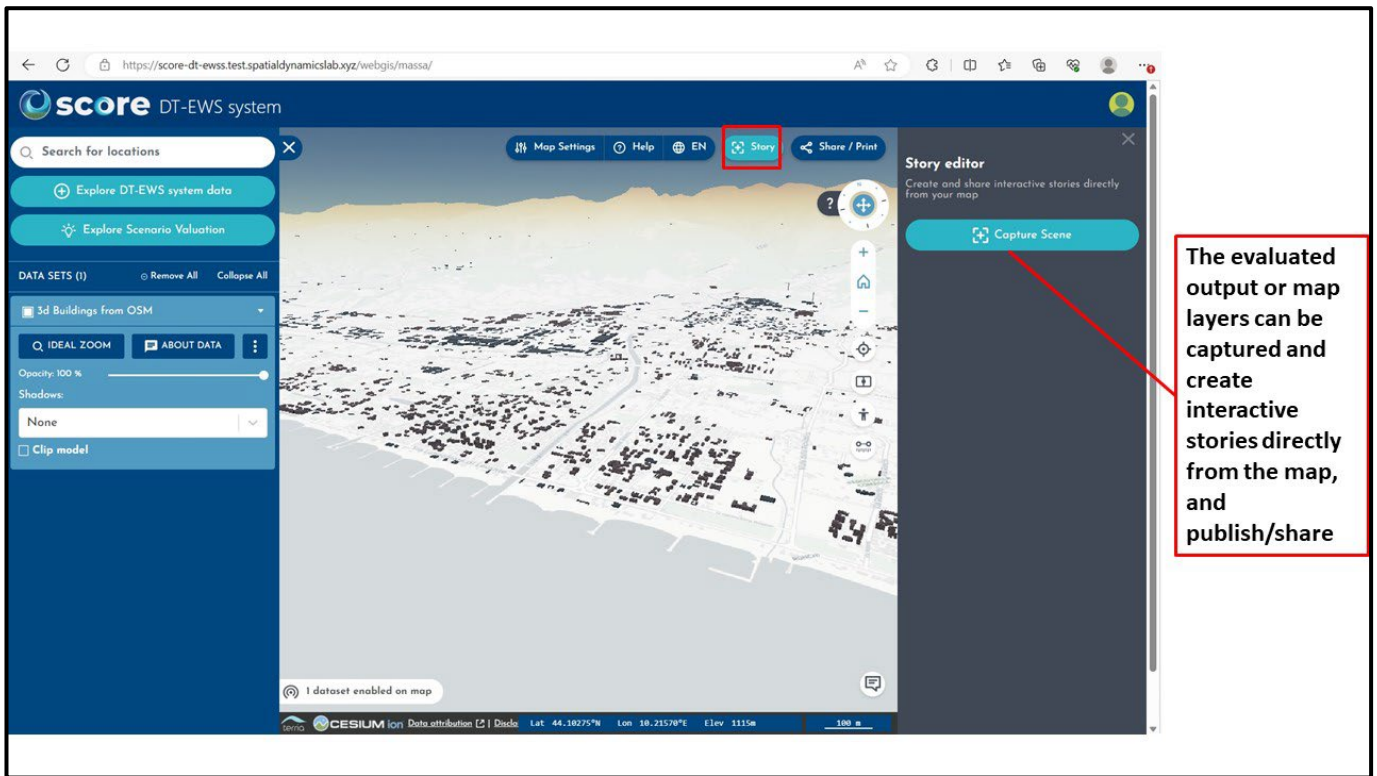 https://score-dt-ewss.test.spatialdynamicslab.xyz/webgis/massa/
score DT-EWS system
Search for locations
Explore DT-EWS system data
Explore Scenario Valuation
DATA SETS (1) Remove All Collapse All
3d Buildings from OSM
IDEAL ZOOM ABOUT DATA
Opacity: 100 %
Shadows:
None
Clip model
Map Settings Help EN Story Share / Print
?
Story editor
Create and share interactive stories directly
from your map
Capture Scene
The evaluated
output or map
layers can be
captured and
create
interactive
stories directly
from the map,
and
publish/share
1 dataset enabled on map
terria CESIUM ion Data attribution | Discla Lat 44.10275°N Lon 10.21570°E Elev 1115m 100 m